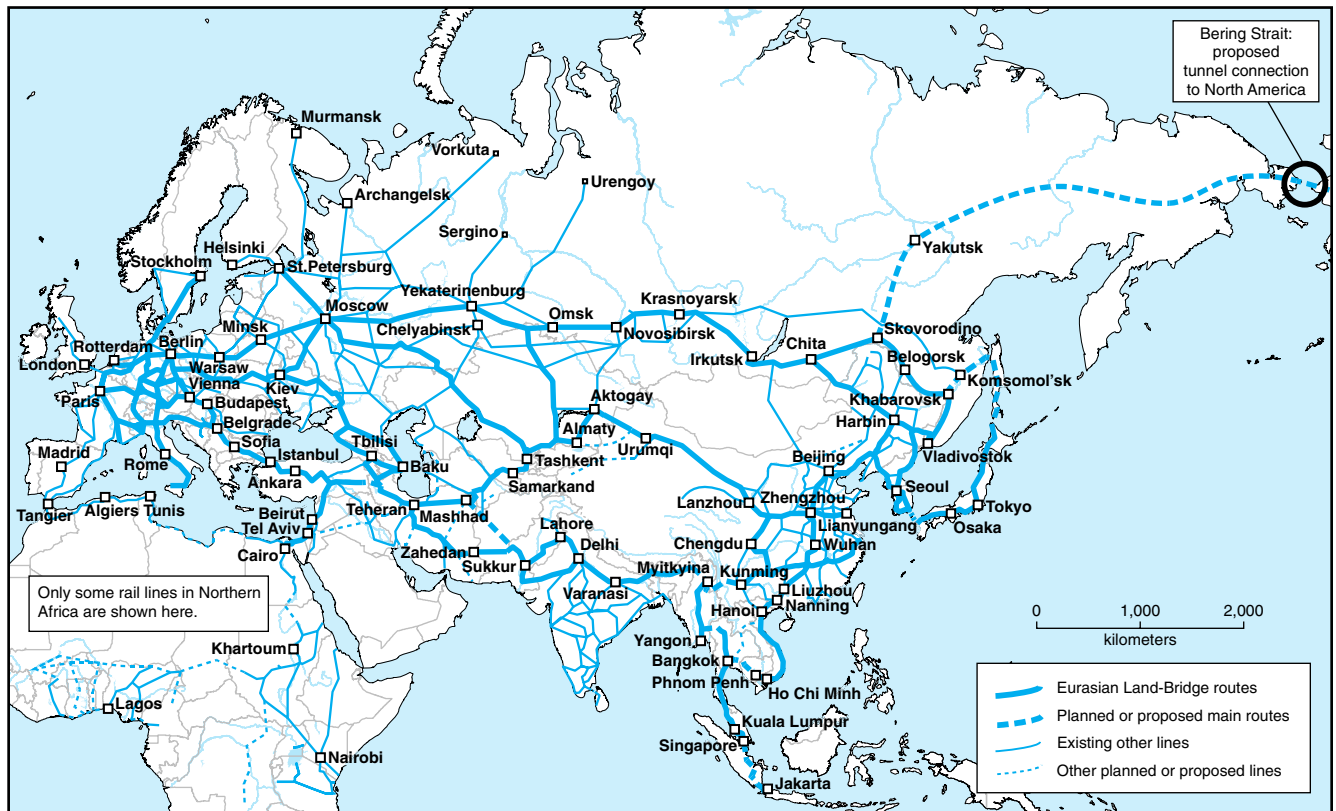 Bering Strait:
proposed
tunnel connection
to North America
Murmansk
Vorkuta
Urengoy
Archangelsk
Sergino
Yakutsk
Helsinki
Stockholm
St.Petersburg
Yekaterinenburg
Krasnoyarsk
Moscow
Omsk
Minsk
Chelyabinsk
Novosibirsk
Skovorodino
Berlin
Chita
Rotterdam
Irkutsk
Belogorsk
London
Warsaw
Komsomol'sk
Vienna
Kiev
Paris
Budapest
Aktogay
Khabarovsk
Belgrade
Harbin
Almaty
Sofia
Tbilisi
Madrid
Istanbul
Urumqi
Vladivostok
Rome
Baku
Tashkent
Beijing
Ankara
Samarkand
Seoul
Lanzhou
Zhengzhou
Tangier
Algiers
Tunis
Beirut
Teheran
Mashhad
Tokyo
Tel Aviv
Lahore
Lianyungang
Osaka
Cairo
Zahedan
Delhi
Chengdu
Wuhan
Sukkur
Myitkyina
Kunming
Only some rail lines in Northern
Africa are shown here.
Varanasi
Liuzhou
Hanoi
Nanning
0
1,000
2,000
kilometers
Khartoum
Yangon
Bangkok
Phnom Penh
Ho Chi Minh
Lagos
Kuala Lumpur
Singapore
Nairobi
Jakarta
Eurasian Land-Bridge routes
Planned or proposed main routes
Existing other lines
Other planned or proposed lines